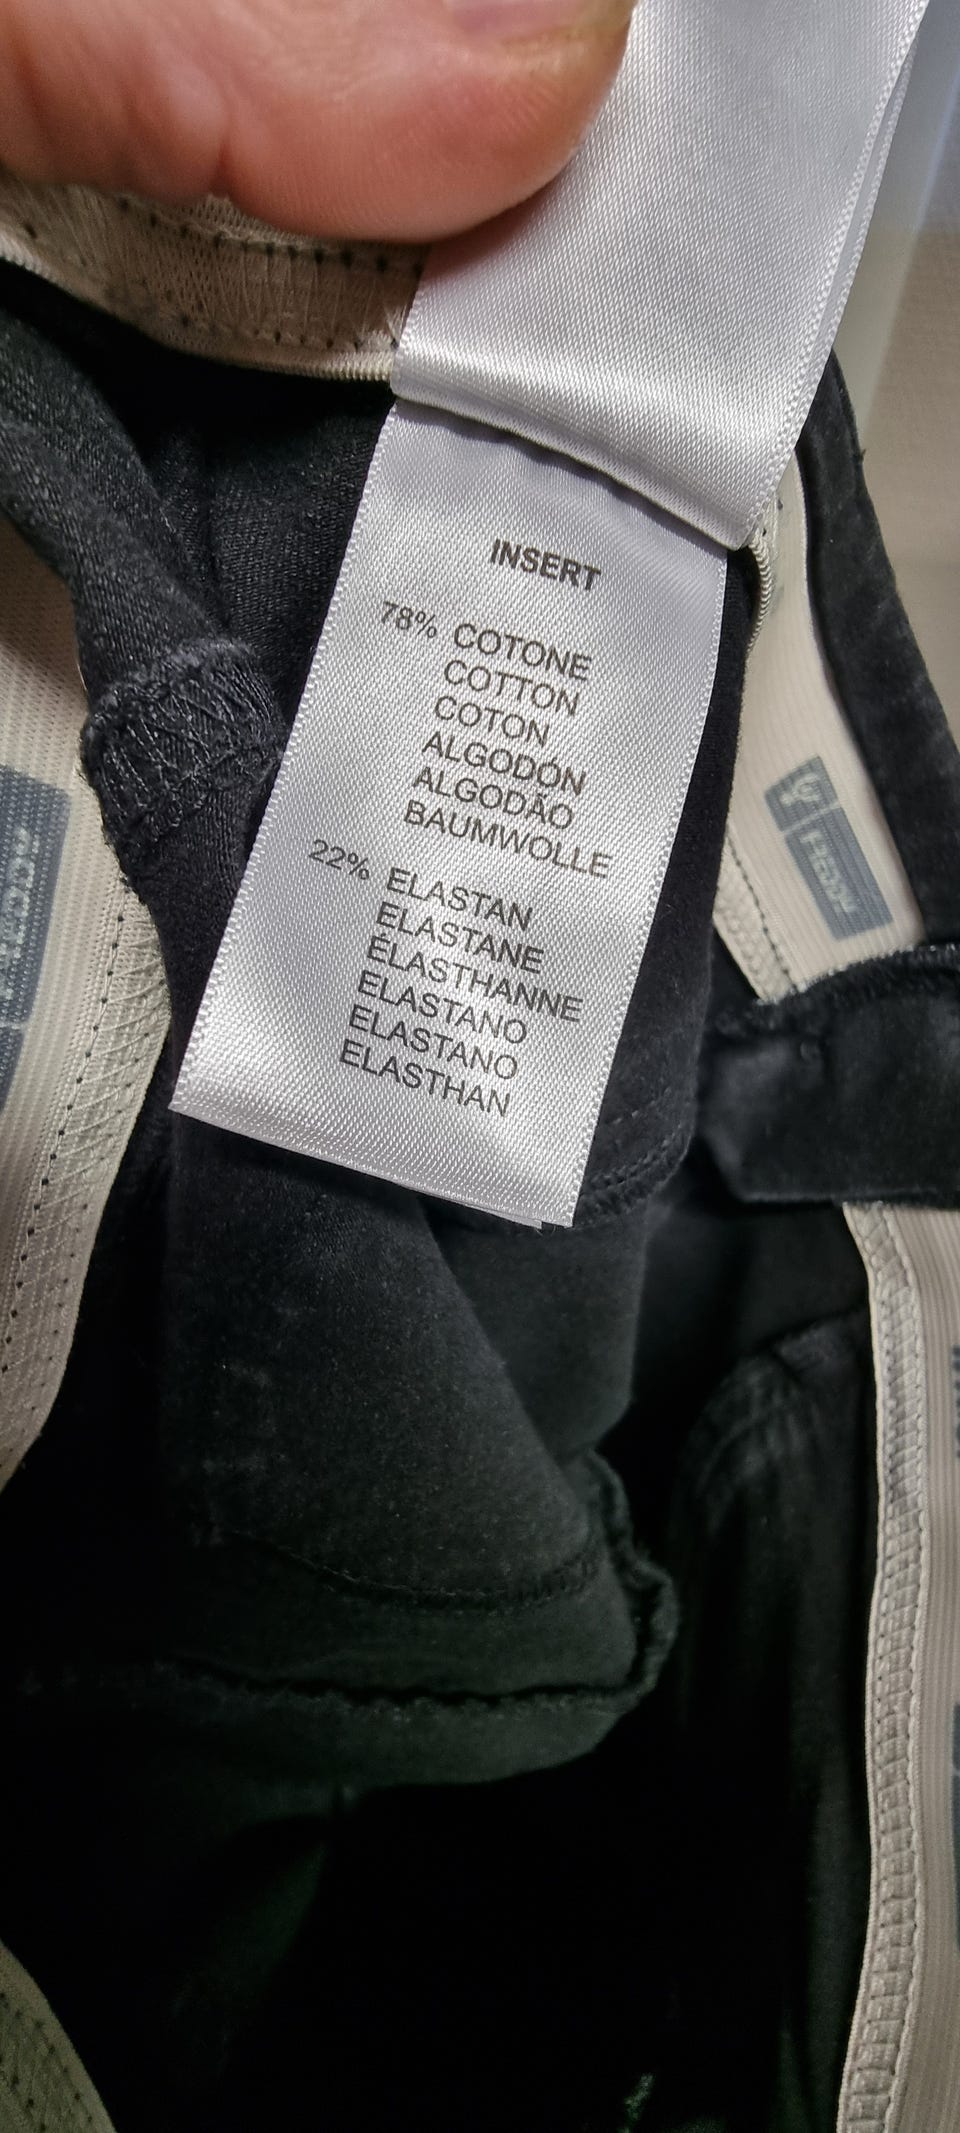 INSERT
78% COTONE
COTTON
COTON
ALGODÓN
ALGODÃO
BAUMWOLLE
22% ELASTAN
ELASTANE
ÉLASTHANNE
ELASTANO
ELASTANO
ELASTHAN